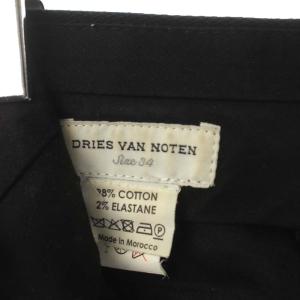 DRIES VAN NOTEN
Size 34
98% COTTON
2% ELASTANE
Made in Morocco